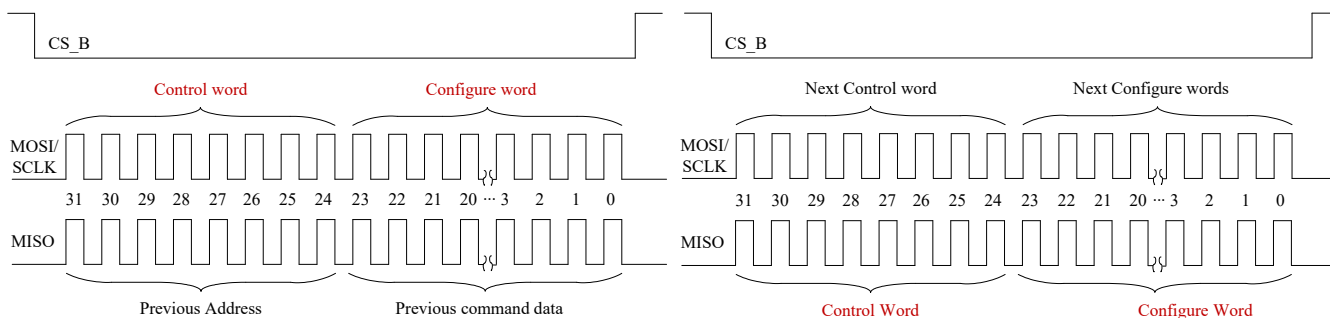 CS_B
Control word
Configure word
MOSI/
SCLK
31 30 29 28 27 26 25 24 23 22 21 20 ··· 3 2 1 0
MISO
Previous Address
Previous command data
CS_B
Next Control word
Next Configure words
MOSI/
SCLK
31 30 29 28 27 26 25 24 23 22 21 20 ··· 3 2 1 0
MISO
Control Word
Configure Word